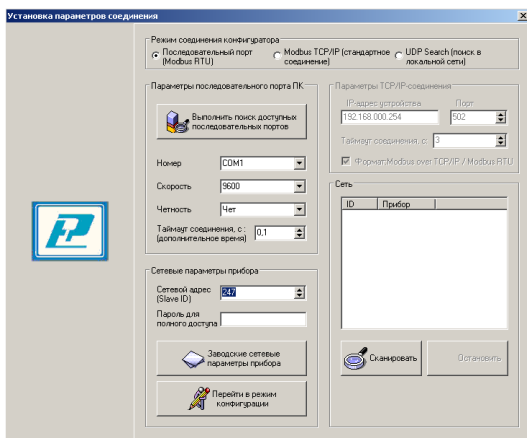 Установка параметров соединения
Режим соединения конфигуратора
Последовательный порт
(Modbus RTU)
Modbus TCP/IP (стандартное
соединение)
UDP Search (поиск в
локальной сети)
Параметры последовательного порта ПК
Выполнить поиск доступных
последовательных портов
Номер
COM1
Скорость
9600
Четность
Чет
Таймаут соединения, с :
(дополнительное время)
0,1
Сетевые параметры прибора
Сетевой адрес
(Slave ID)
247
Пароль для
полного доступа
Заводские сетевые
параметры прибора
Перейти в режим
конфигурации
Параметры TCP/IP-соединения
IP-адрес устройства
Порт
192.168.000.254
502
Таймаут соединения, с:
3
Формат:Modbus over TCP/IP / Modbus RTU
Сеть
ID
Прибор
Сканировать
Остановить